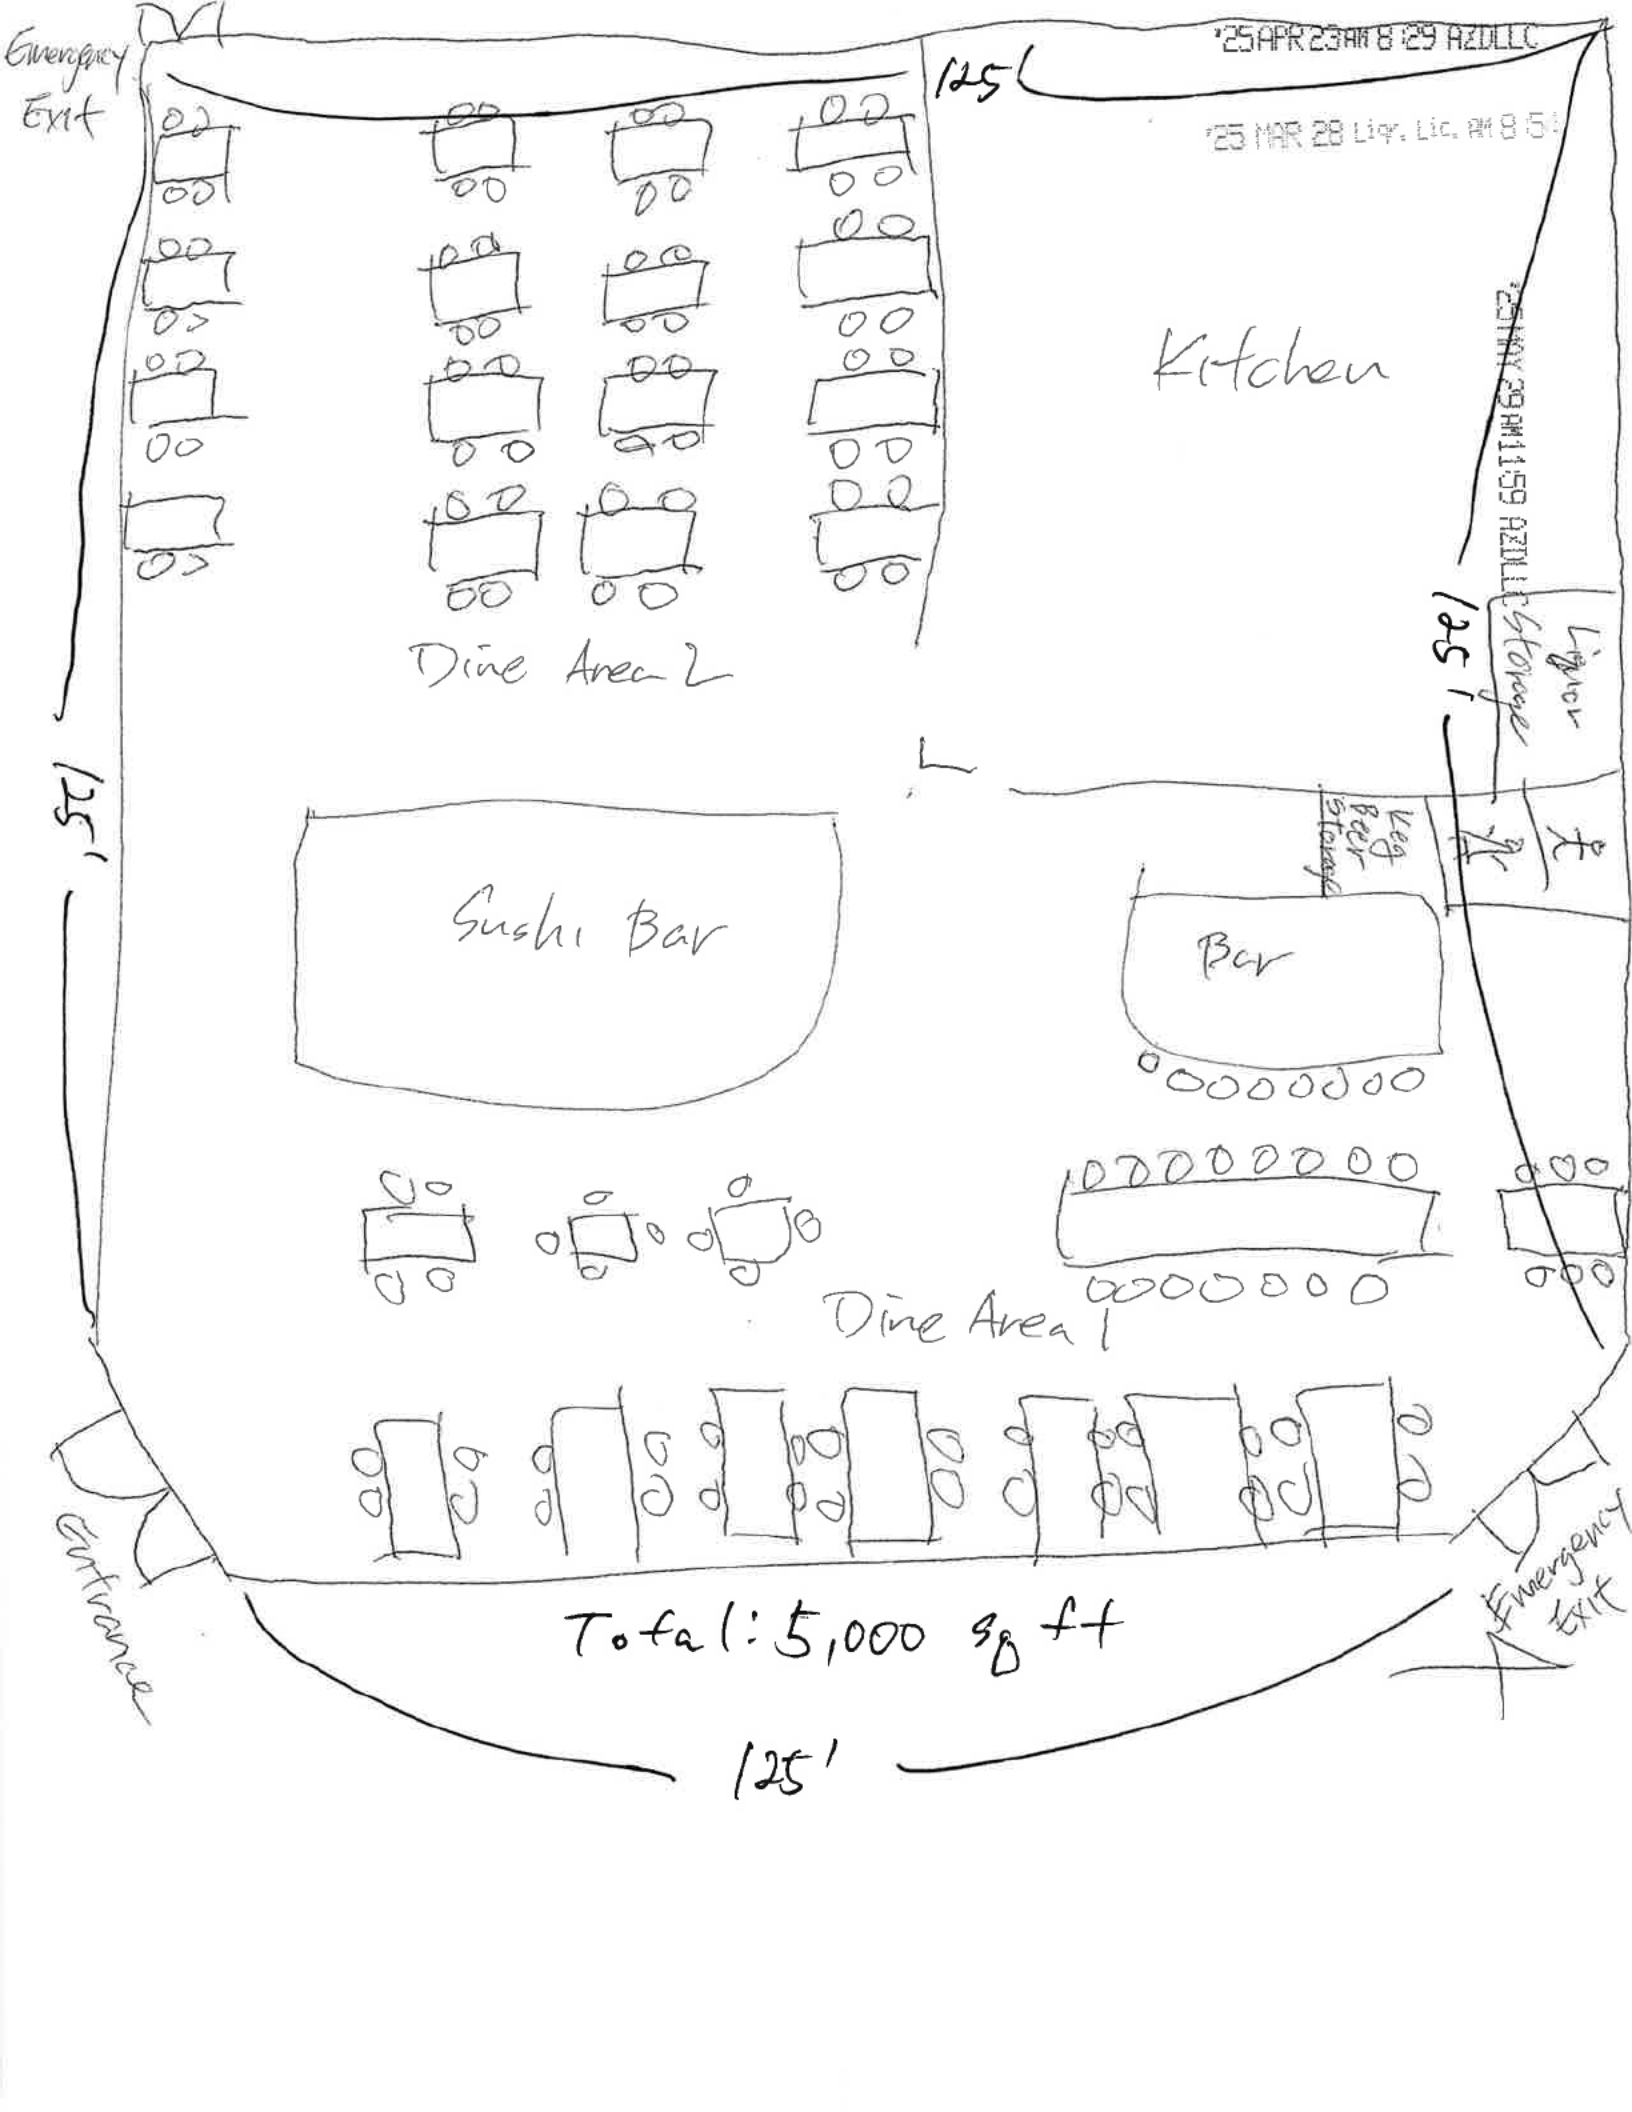 Emergency
Exit
'25 APR 23 AM 8:29 AZDLLC
125'
'25 MAR 28 Liqr. Lic. AM 8
Kitchen
'25 MAY 29 AM 11:59 AZDLLC
Dine Area 2
125'
Liquor
Storage
125'
Keg
Beer
Storage
Sushi Bar
Bar
Dine Area 1
Entrance
Emergency
Exit
Total: 5,000 sq ft
125'